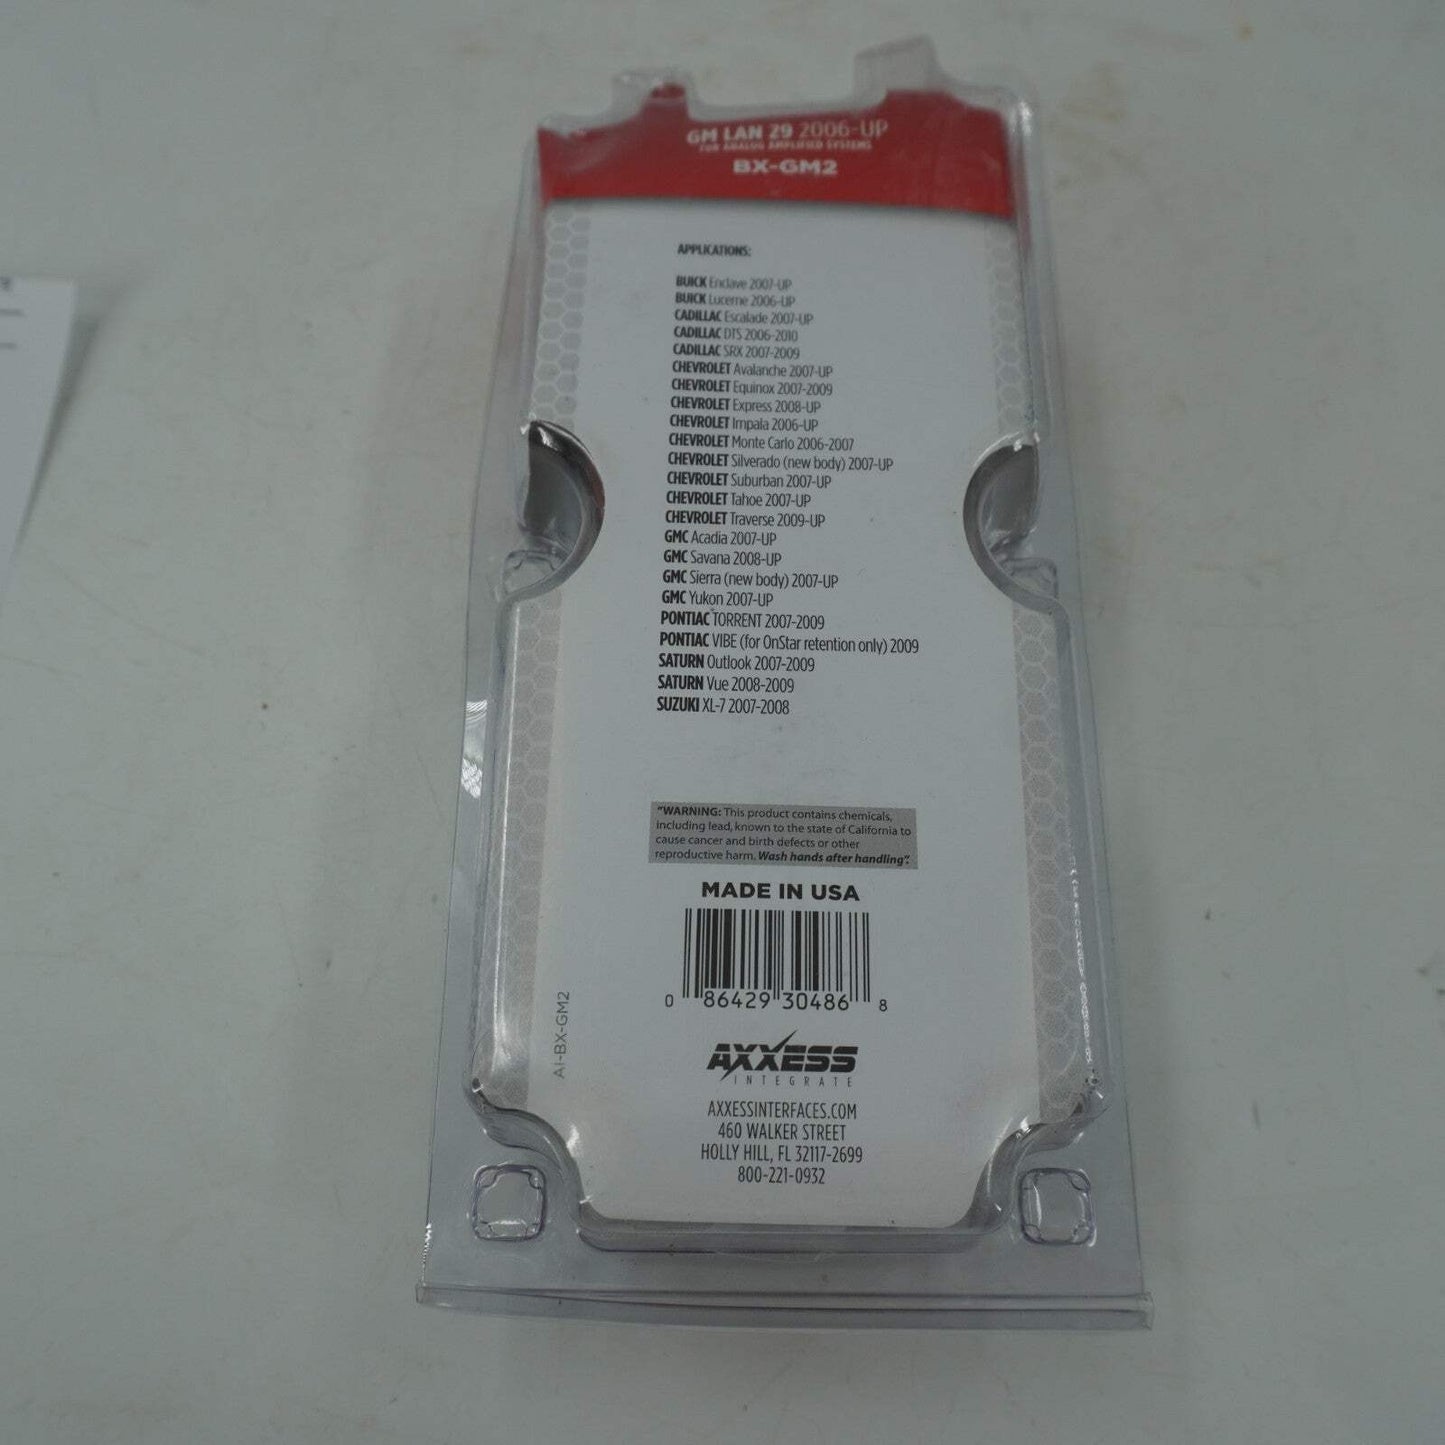 GM LAN 29 2006-UP
FOR ANALOG AMPLIFIED SYSTEMS
BX-GM2
APPLICATIONS:
BUICK Enclave 2007-UP
BUICK Lucerne 2006-UP
CADILLAC Escalade 2007-UP
CADILLAC DTS 2006-2010
CADILLAC SRX 2007-2009
CHEVROLET Avalanche 2007-UP
CHEVROLET Equinox 2007-2009
CHEVROLET Express 2008-UP
CHEVROLET Impala 2006-UP
CHEVROLET Monte Carlo 2006-2007
CHEVROLET Silverado (new body) 2007-UP
CHEVROLET Suburban 2007-UP
CHEVROLET Tahoe 2007-UP
CHEVROLET Traverse 2009-UP
GMC Acadia 2007-UP
GMC Savana 2008-UP
GMC Sierra (new body) 2007-UP
GMC Yukon 2007-UP
PONTIAC TORRENT 2007-2009
PONTIAC VIBE (for OnStar retention only) 2009
SATURN Outlook 2007-2009
SATURN Vue 2008-2009
SUZUKI XL-7 2007-2008
"WARNING: This product contains chemicals,
including lead, known to the state of California to
cause cancer and birth defects or other
reproductive harm. Wash hands after handling".
MADE IN USA
0 86429 30486 8
AI-BX-GM2
AXXESS
INTEGRATE
AXXESSINTERFACES.COM
460 WALKER STREET
HOLLY HILL, FL 32117-2699
800-221-0932